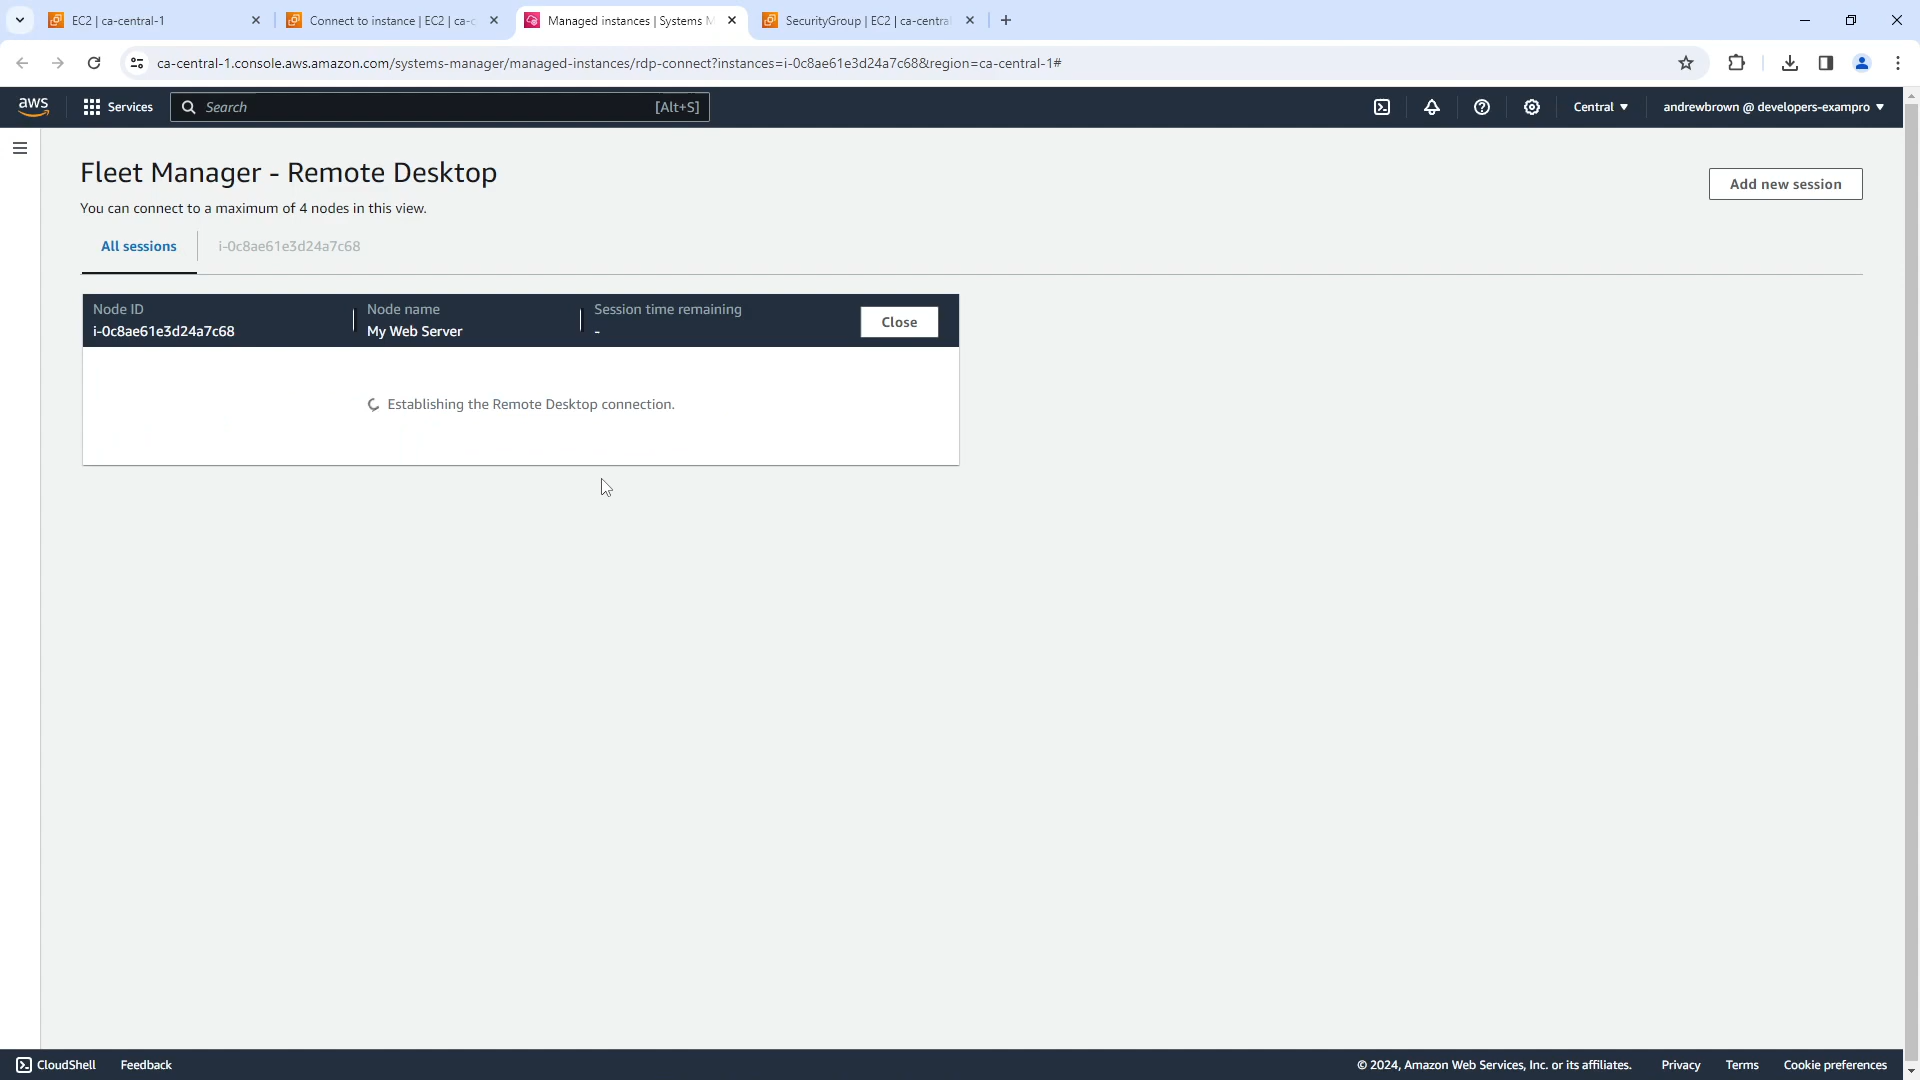 EC2 | ca-central-1
Connect to instance | EC2 | ca-c
Managed instances | Systems M
SecurityGroup | EC2 | ca-centra
ca-central-1.console.aws.amazon.com/systems-manager/managed-instances/rdp-connect?instances=i-0c8ae61e3d24a7c68&region=ca-central-1#
aws
Services
Search
[Alt+S]
Central
andrewbrown @ developers-exampro
Fleet Manager - Remote Desktop
Add new session
You can connect to a maximum of 4 nodes in this view.
All sessions
i-0c8ae61e3d24a7c68
Node ID
i-0c8ae61e3d24a7c68
Node name
My Web Server
Session time remaining
-
Close
Establishing the Remote Desktop connection.
CloudShell
Feedback
© 2024, Amazon Web Services, Inc. or its affiliates.
Privacy
Terms
Cookie preferences